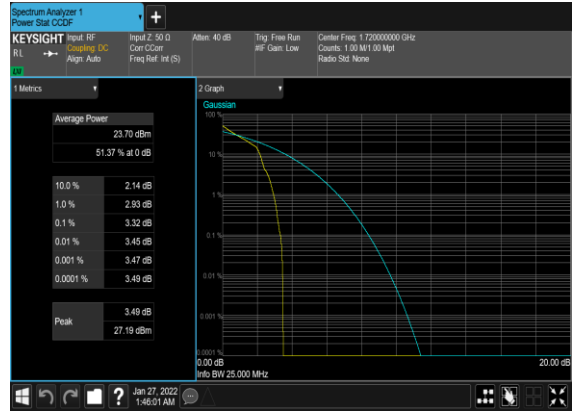 Spectrum Analyzer 1
Power Stat CCDF
KEYSIGHT
RL
Input: RF
Coupling: DC
Align: Auto
Input Z: 50 Ω
Corr CCorr
Freq Ref: Int (S)
Atten: 40 dB
Trig: Free Run
#IF Gain: Low
Center Freq: 1.720000000 GHz
Counts: 1.00 M/1.00 Mpt
Radio Std: None
1 Metrics
Average Power
23.70 dBm
51.37 % at 0 dB
10.0 % 2.14 dB
1.0 % 2.93 dB
0.1 % 3.32 dB
0.01 % 3.45 dB
0.001 % 3.47 dB
0.0001 % 3.49 dB
Peak
3.49 dB
27.19 dBm
2 Graph
Gaussian
100 %
10 %
1 %
0.1 %
0.01 %
0.001 %
0.0001 %
0.00 dB
20.00 dB
Info BW 25.000 MHz
?
Jan 27, 2022
1:46:01 AM